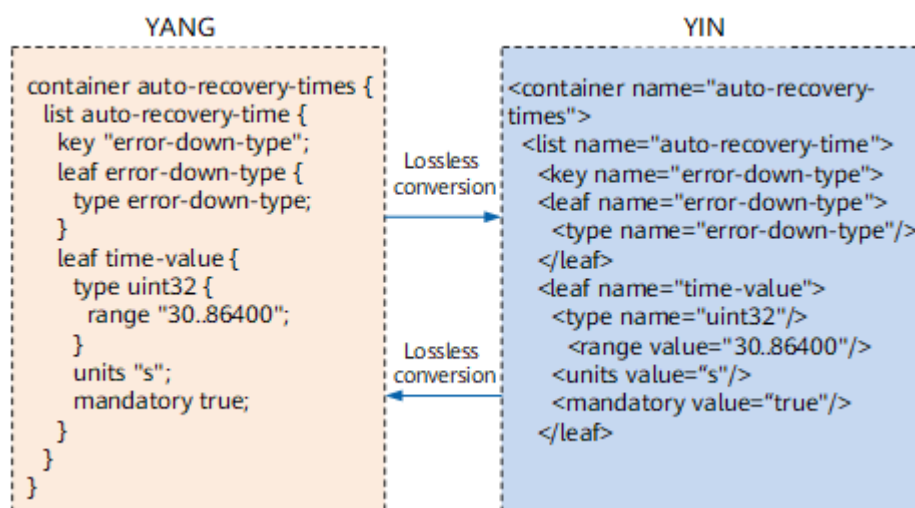 YANG
container auto-recovery-times {
list auto-recovery-time {
key "error-down-type";
leaf error-down-type {
type error-down-type;
}
leaf time-value {
type uint32 {
range "30..86400";
}
units "s";
mandatory true;
}
}
}
Lossless
conversion
Lossless
conversion
YIN
<container name="auto-recovery-
times">
<list name="auto-recovery-time">
<key name="error-down-type">
<leaf name="error-down-type">
<type name="error-down-type"/>
</leaf>
<leaf name="time-value">
<type name="uint32"/>
<range value="30..86400"/>
<units value=“s"/>
<mandatory value=“true"/>
</leaf>